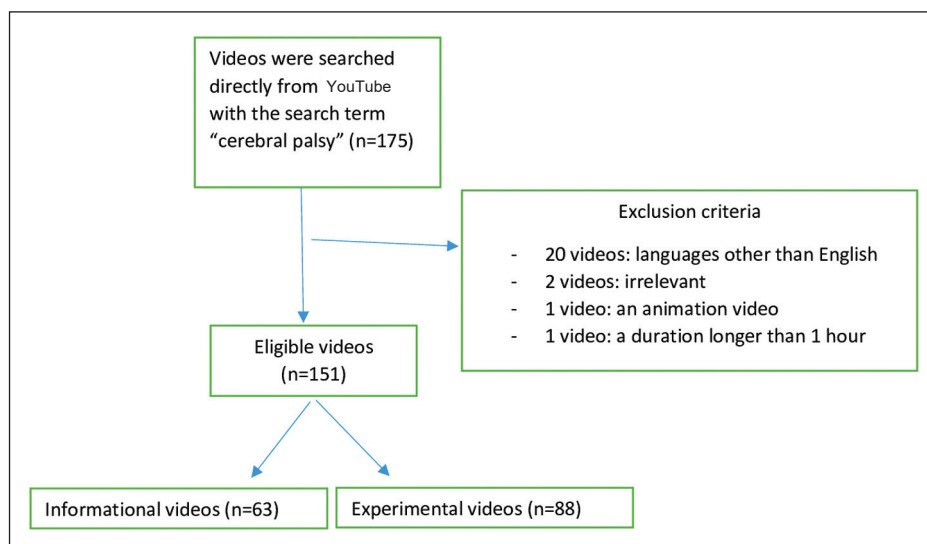 Videos were searched
directly from YouTube
with the search term
“cerebral palsy” (n=175)
Exclusion criteria
- 20 videos: languages other than English
- 2 videos: irrelevant
- 1 video: an animation video
- 1 video: a duration longer than 1 hour
Eligible videos
(n=151)
Informational videos (n=63)
Experimental videos (n=88)